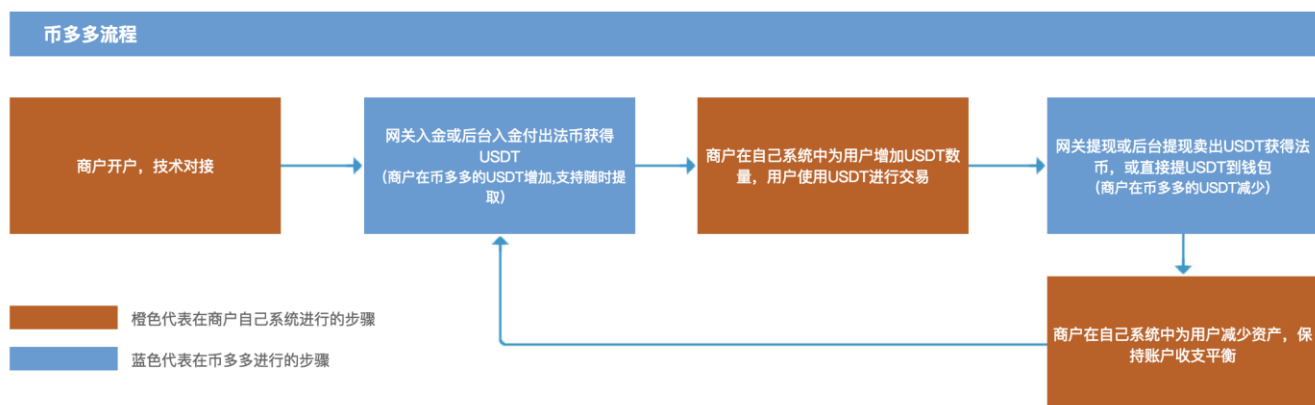 币多多流程
商户开户，技术对接
网关入金或后台入金付出法币获得
USDT
(商户在币多多的USDT增加,支持随时提
取)
商户在自己系统中为用户增加USDT数
量，用户使用USDT进行交易
网关提现或后台提现卖出USDT获得法
币，或直接提USDT到钱包
(商户在币多多的USDT减少)
商户在自己系统中为用户减少资产，保
持账户收支平衡
橙色代表在商户自己系统进行的步骤
蓝色代表在币多多进行的步骤